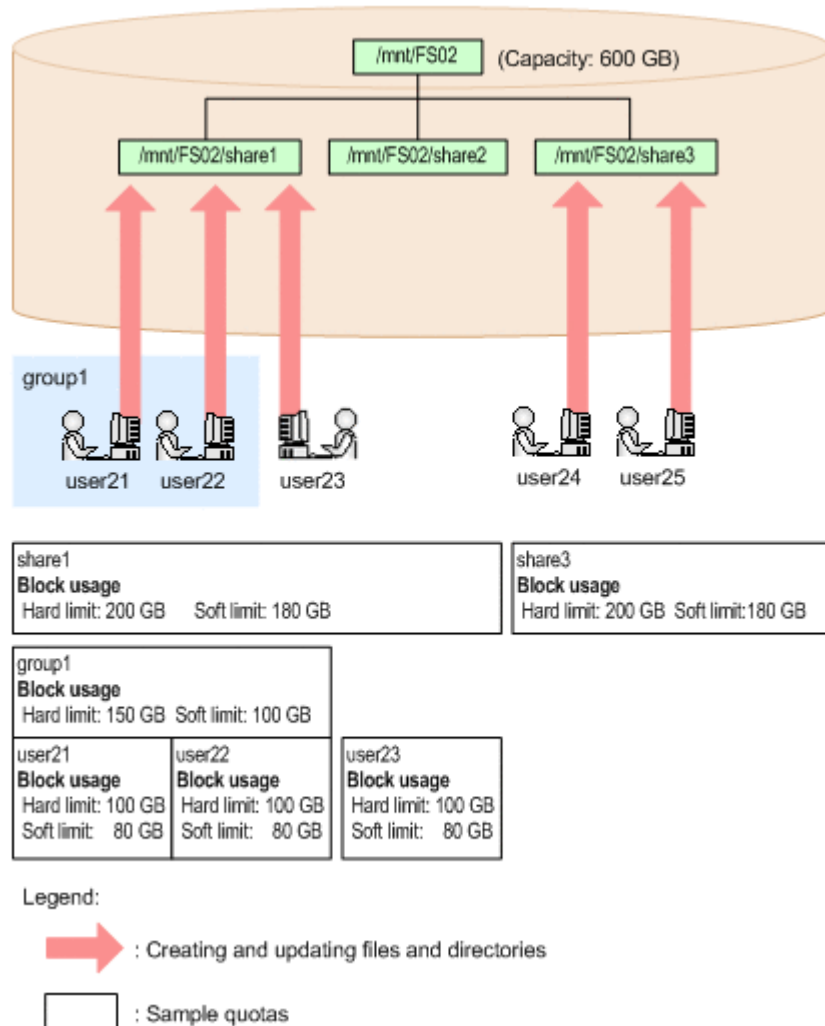 /mnt/FS02 (Capacity: 600 GB)
/mnt/FS02/share1 /mnt/FS02/share2 /mnt/FS02/share3
group1
user21 user22 user23 user24 user25
share1
Block usage
Hard limit: 200 GB Soft limit: 180 GB
share3
Block usage
Hard limit: 200 GB Soft limit:180 GB
group1
Block usage
Hard limit: 150 GB Soft limit: 100 GB
user21
Block usage
Hard limit: 100 GB
Soft limit: 80 GB
user22
Block usage
Hard limit: 100 GB
Soft limit: 80 GB
user23
Block usage
Hard limit: 100 GB
Soft limit: 80 GB
Legend:
: Creating and updating files and directories
: Sample quotas